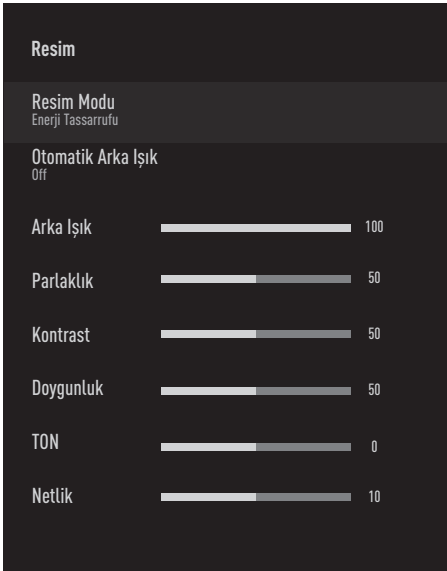 Resim
Resim Modu
Enerji Tassarrufu
Otomatik Arka Işık
Off
Arka Işık 100
Parlaklık 50
Kontrast 50
Doygunluk 50
TON 0
Netlik 10